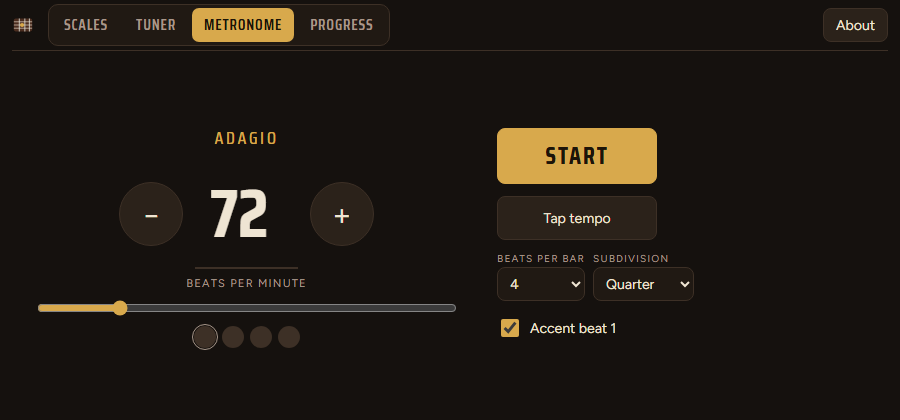 SCALES TUNER METRONOME PROGRESS About
ADAGIO
− 72 +
BEATS PER MINUTE
START
Tap tempo
BEATS PER BAR SUBDIVISION
4 Quarter
Accent beat 1